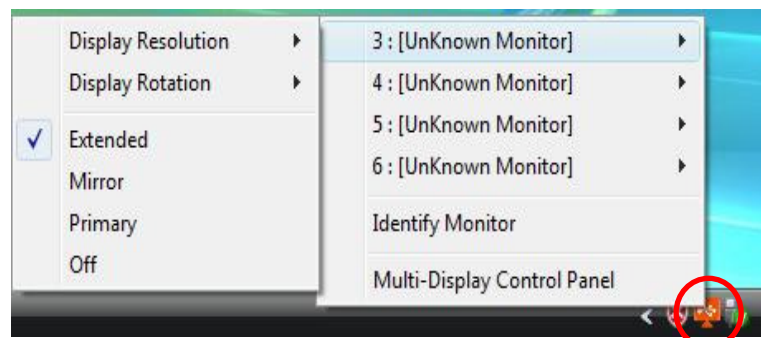 Display Resolution
Display Rotation
Extended
Mirror
Primary
Off
3 : [UnKnown Monitor]
4 : [UnKnown Monitor]
5 : [UnKnown Monitor]
6 : [UnKnown Monitor]
Identify Monitor
Multi-Display Control Panel